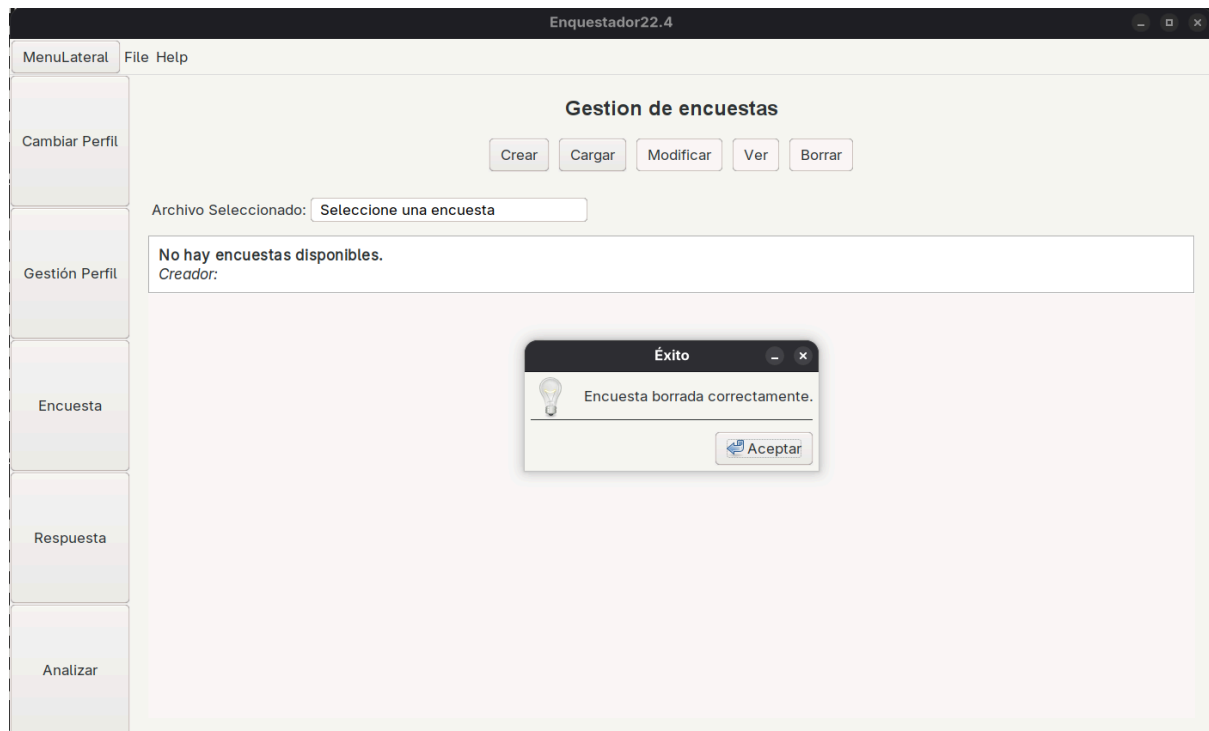 Enquestador22.4
MenuLateral File Help
Cambiar Perfil
Gestión Perfil
Encuesta
Respuesta
Analizar
Gestion de encuestas
Crear Cargar Modificar Ver Borrar
Archivo Seleccionado: Seleccione una encuesta
No hay encuestas disponibles.
Creador:
Éxito
Encuesta borrada correctamente.
Aceptar